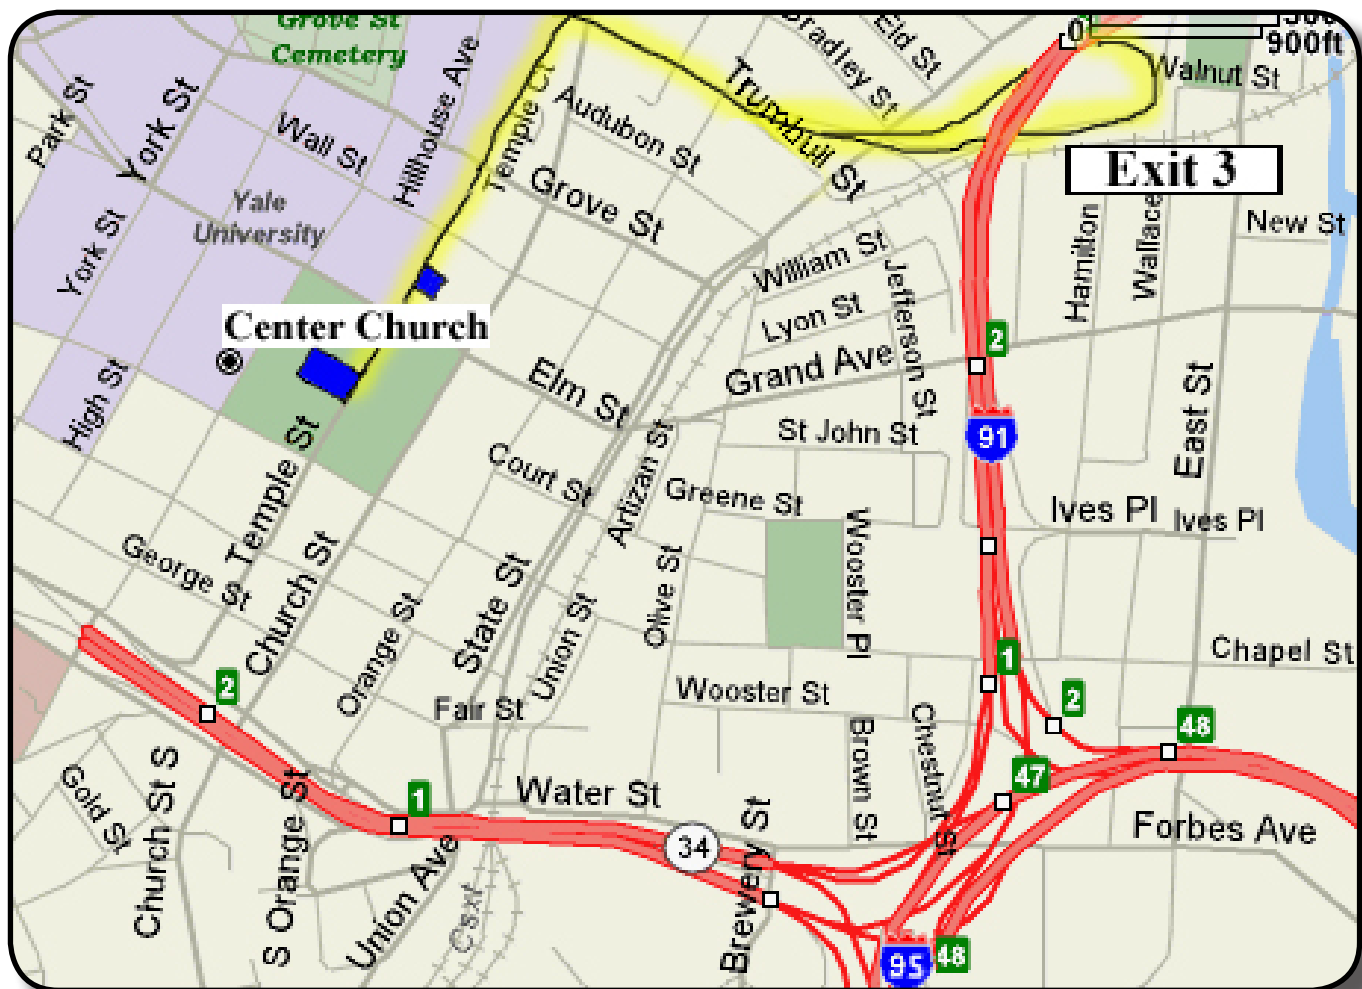 Grove St
Cemetery
Hillhouse Ave
Temple Ct
Bradley St
Eld St
0
900ft
Walnut St
Park St
York St
Wall St
Audubon St
Trumbull St
Exit 3
Yale
University
Grove St
York St
William St
Jefferson St
Hamilton
Wallace
New St
Center Church
Lyon St
Grand Ave
2
High St
Elm St
91
East St
St John St
Temple St
Court St
Artizan St
Greene St
Ives Pl
Ives Pl
George St
Church St
Wooster Pl
State St
Olive St
Orange St
Union St
Chapel St
1
2
Wooster St
2
Fair St
48
Brown St
Chestnut St
47
Gold St
Church St S
S Orange St
1
Water St
34
Forbes Ave
Union Ave
Csxt
Brewery St
95
48